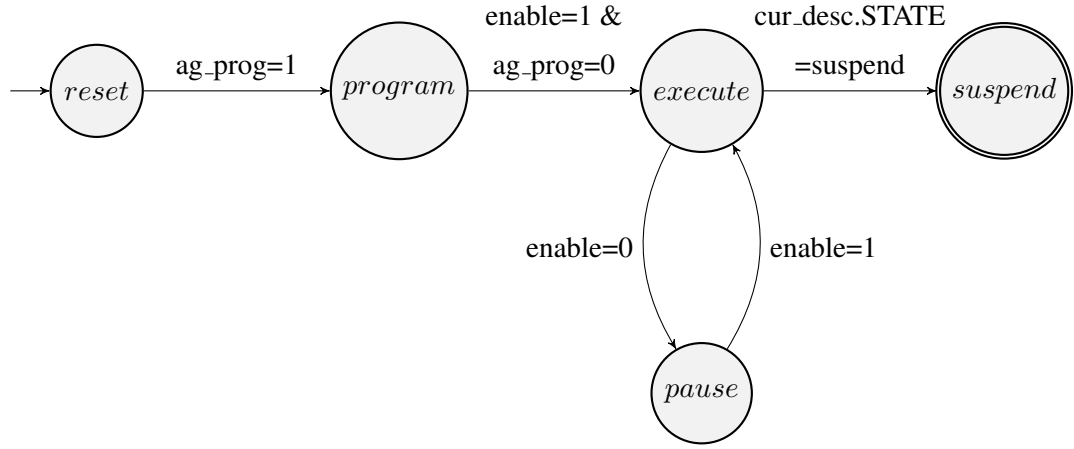 enable=1 &
cur_desc.STATE
ag_prog=1
ag_prog=0
=suspend
reset
program
execute
suspend
enable=0
enable=1
pause